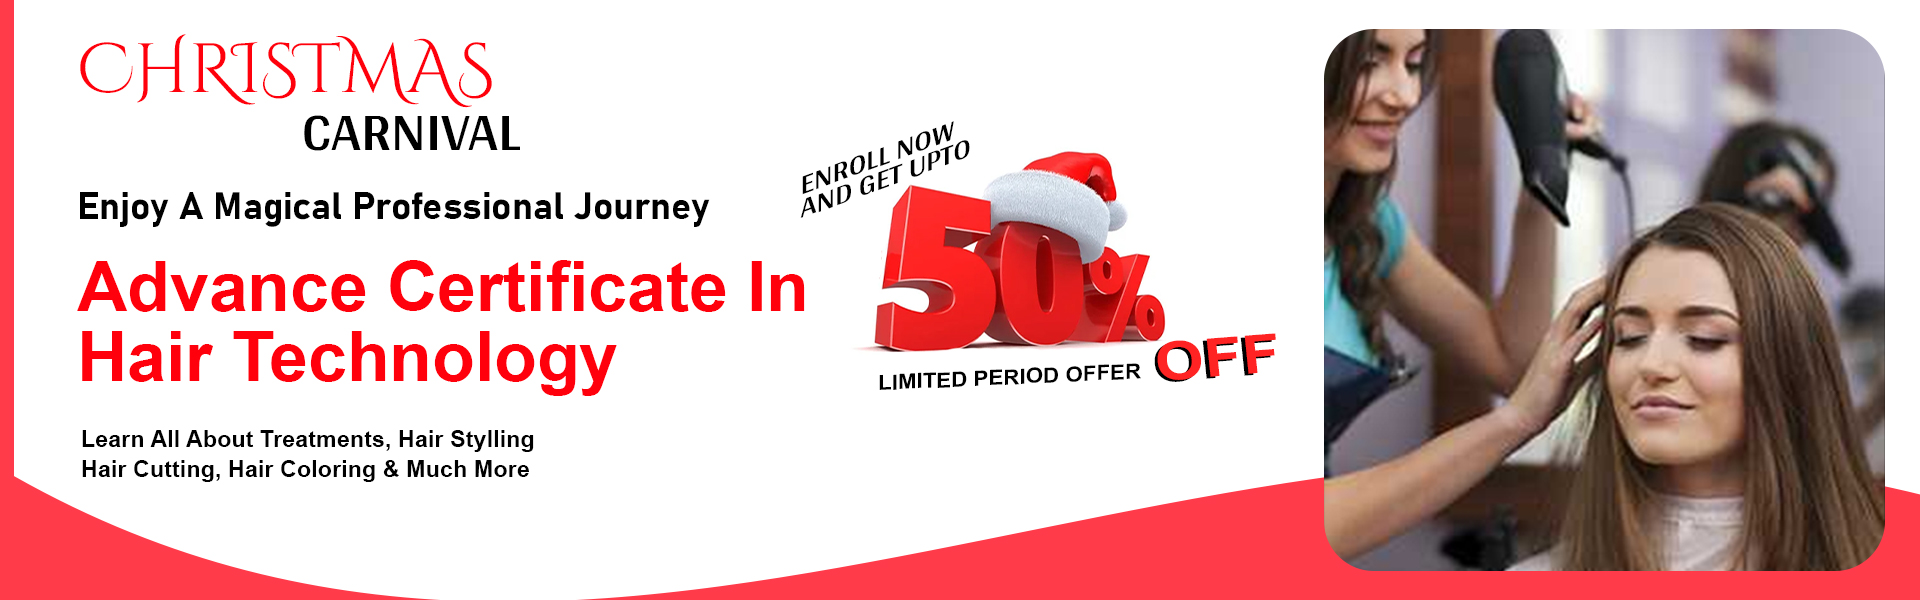 CHRISTMAS
CARNIVAL
Enjoy A Magical Professional Journey
Advance Certificate In
Hair Technology
Learn All About Treatments, Hair Stylling
Hair Cutting, Hair Coloring & Much More
ENROLL NOW
AND GET UPTO
50%
LIMITED PERIOD OFFER OFF